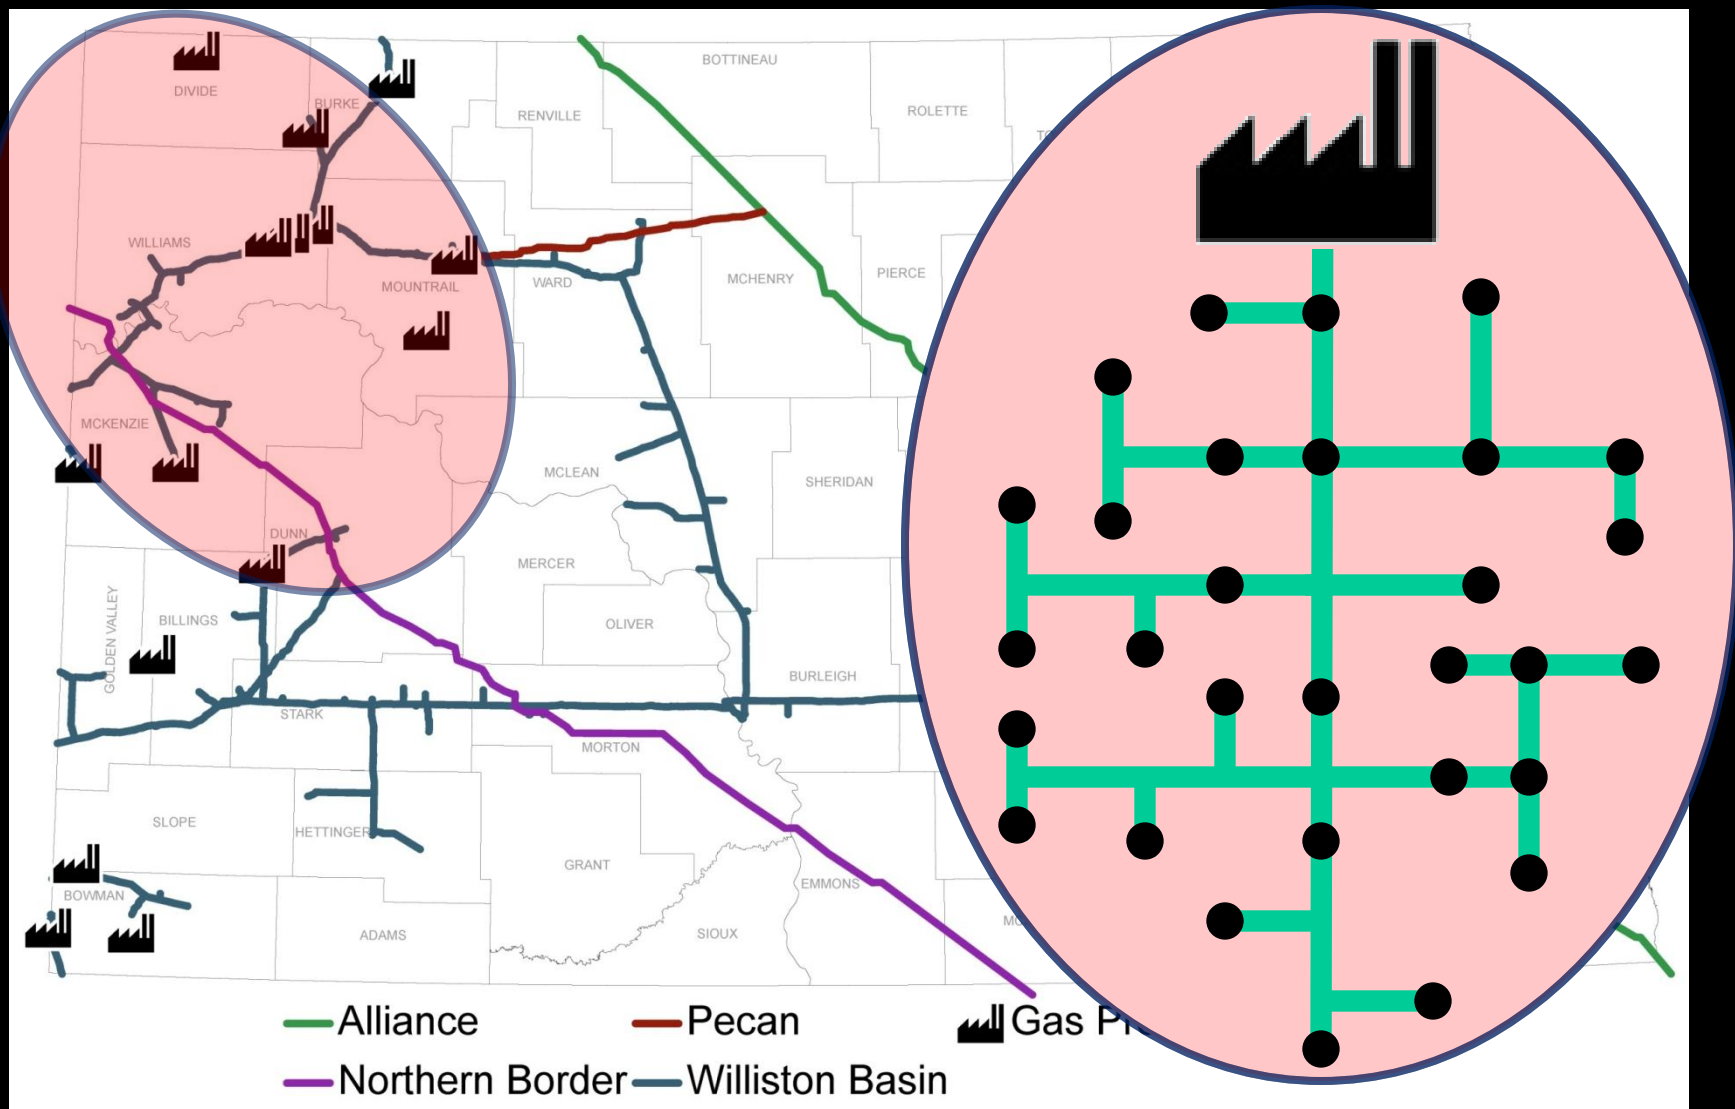 BOTTINEAU
DIVIDE
BURKE
RENVILLE
ROLETTE
WILLIAMS
MOUNTRAIL
WARD
MCHENRY
PIERCE
MCKENZIE
MCLEAN
SHERIDAN
DUNN
MERCER
GOLDEN VALLEY
BILLINGS
OLIVER
BURLEIGH
STARK
MORTON
SLOPE
HETTINGER
GRANT
EMMONS
BOWMAN
ADAMS
SIOUX
Alliance
Pecan
Gas
Northern Border
Williston Basin